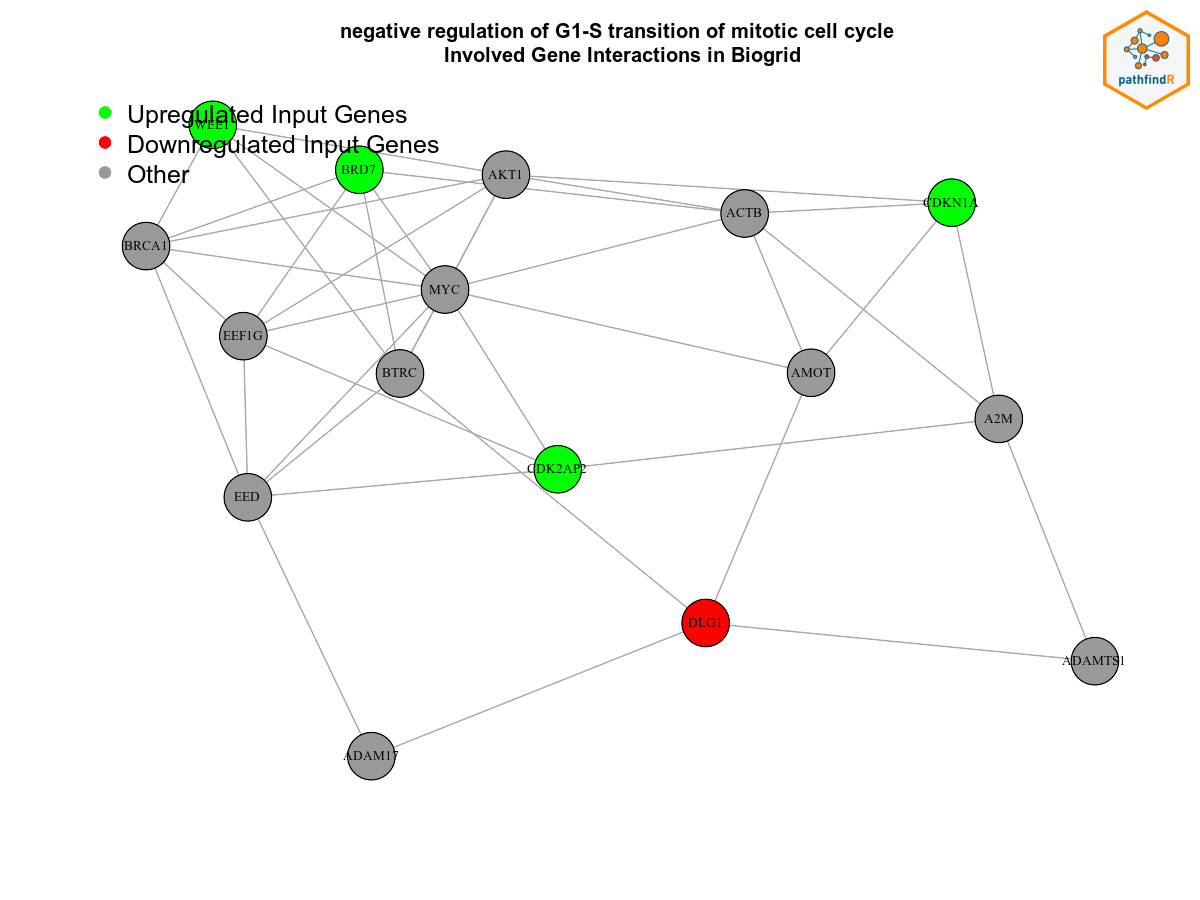 negative regulation of G1-S transition of mitotic cell cycle
Involved Gene Interactions in Biogrid
pathfindR
Upregulated Input Genes
Downregulated Input Genes
Other
WEE1
BRD7
AKT1
CDKN1A
ACTB
BRCA1
MYC
EEF1G
BTRC
AMOT
A2M
CDK2AP2
EED
DLG1
ADAMTS1
ADAM17